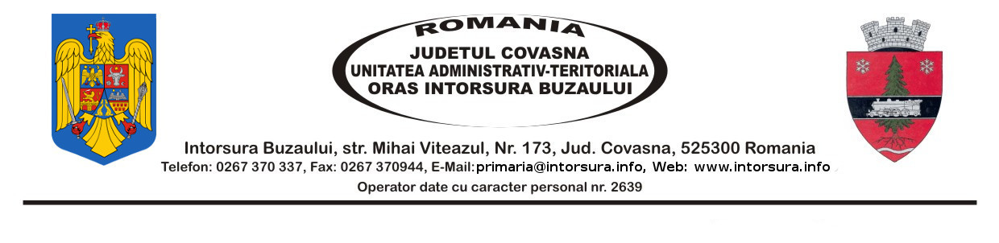 ROMANIA
JUDETUL COVASNA
UNITATEA ADMINISTRATIV-TERITORIALA
ORAS INTORSURA BUZAULUI
Intorsura Buzaului, str. Mihai Viteazul, Nr. 173, Jud. Covasna, 525300 Romania
Telefon: 0267 370 337, Fax: 0267 370944, E-Mail:primaria@intorsura.info, Web: www.intorsura.info
Operator date cu caracter personal nr. 2639